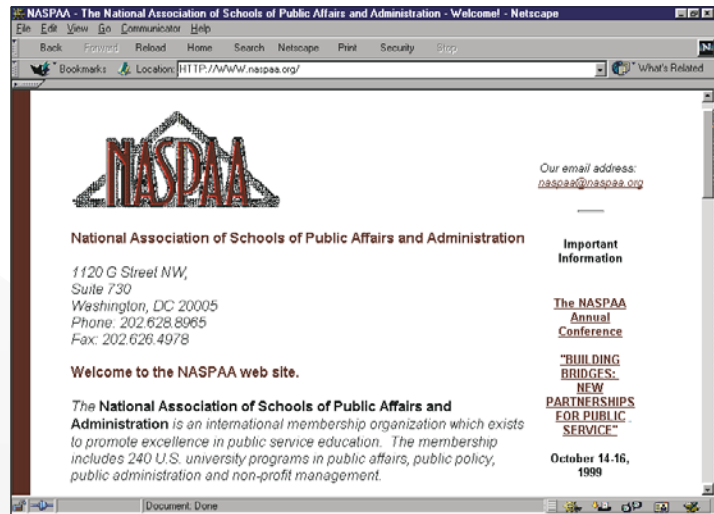 NASPAA - The National Association of Schools of Public Affairs and Administration - Welcome! - Netscape
File Edit View Go Communicator Help
Back Forward Reload Home Search Netscape Print Security Stop
N
Bookmarks Location: HTTP://WWW.naspaa.org/ What's Related
NASPAA
Our email address:
naspaa@naspaa.org
National Association of Schools of Public Affairs and Administration
1120 G Street NW,
Suite 730
Washington, DC 20005
Phone: 202.628.8965
Fax: 202.626.4978
Welcome to the NASPAA web site.
The National Association of Schools of Public Affairs and
Administration is an international membership organization which exists
to promote excellence in public service education. The membership
includes 240 U.S. university programs in public affairs, public policy,
public administration and non-profit management.
Important
Information
The NASPAA
Annual
Conference
"BUILDING
BRIDGES:
NEW
PARTNERSHIPS
FOR PUBLIC
SERVICE"
October 14-16,
1999
Document: Done